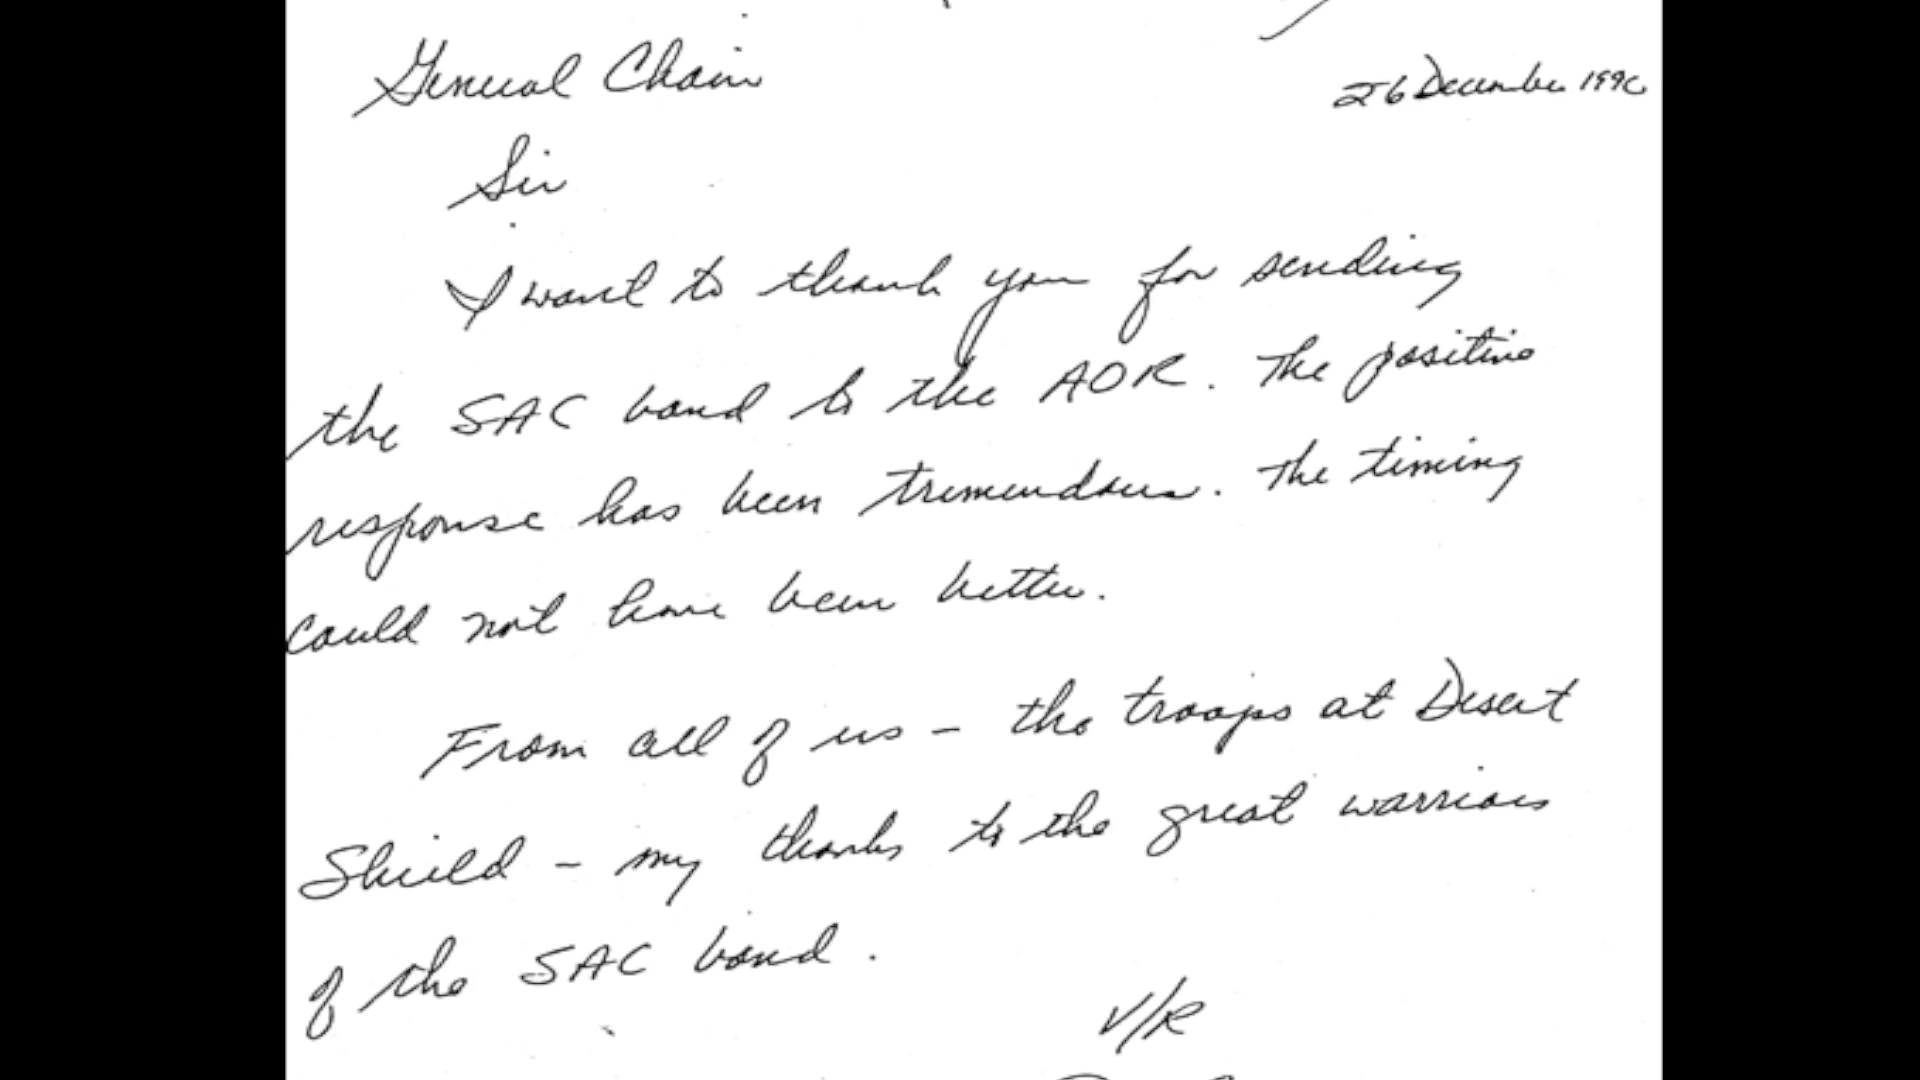 General Chain
26 December 1990
Sir
I want to thank you for sending
the SAC band to the AOR. The positive
response has been tremendous. The timing
could not have been better.
From all of us - the troops at Desert
Shield - my thanks to the great warriors
of the SAC band.
V/R